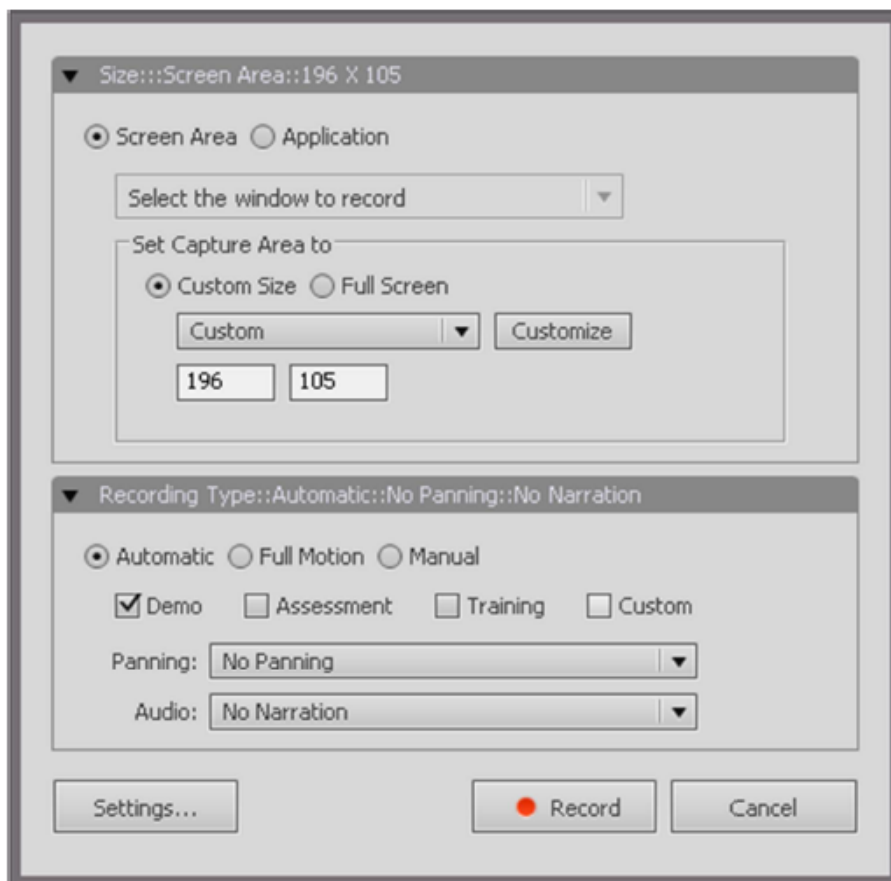 Size:::Screen Area::196 X 105
Screen Area Application
Select the window to record
Set Capture Area to
Custom Size Full Screen
Custom Customize
196 105
Recording Type::Automatic::No Panning::No Narration
Automatic Full Motion Manual
Demo Assessment Training Custom
Panning: No Panning
Audio: No Narration
Settings... Record Cancel